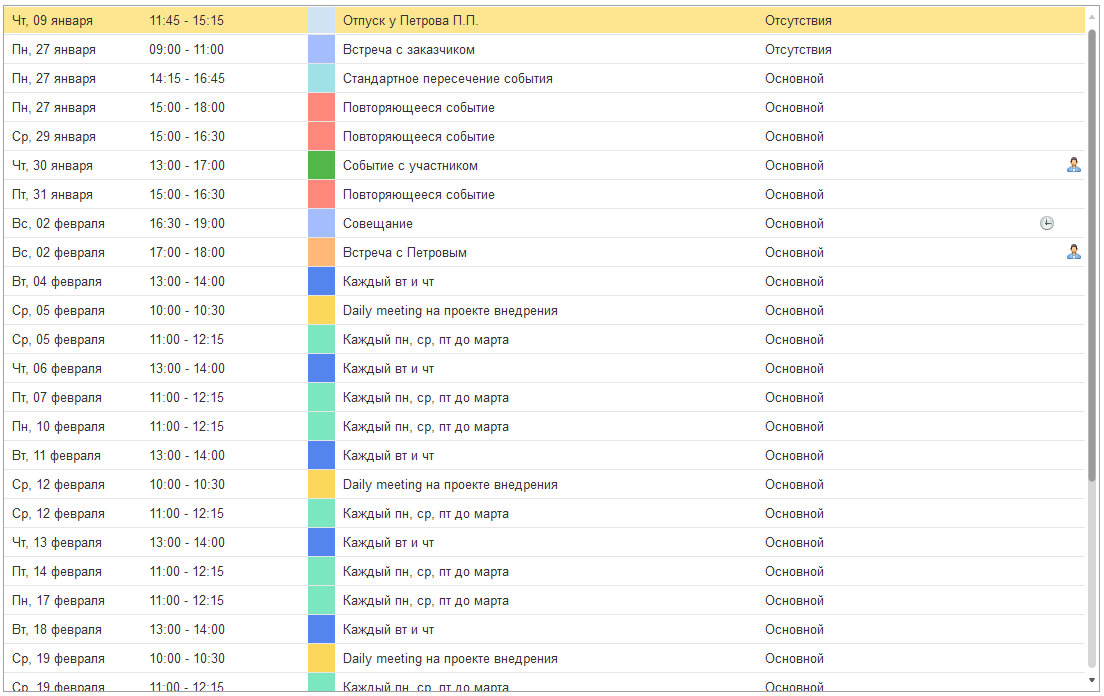 Чт, 09 января 11:45 - 15:15 Отпуск у Петрова П.П. Отсутствия
Пн, 27 января 09:00 - 11:00 Встреча с заказчиком Отсутствия
Пн, 27 января 14:15 - 16:45 Стандартное пересечение события Основной
Пн, 27 января 15:00 - 18:00 Повторяющееся событие Основной
Ср, 29 января 15:00 - 16:30 Повторяющееся событие Основной
Чт, 30 января 13:00 - 17:00 Событие с участником Основной
Пт, 31 января 15:00 - 16:30 Повторяющееся событие Основной
Вс, 02 февраля 16:30 - 19:00 Совещание Основной
Вс, 02 февраля 17:00 - 18:00 Встреча с Петровым Основной
Вт, 04 февраля 13:00 - 14:00 Каждый вт и чт Основной
Ср, 05 февраля 10:00 - 10:30 Daily meeting на проекте внедрения Основной
Ср, 05 февраля 11:00 - 12:15 Каждый пн, ср, пт до марта Основной
Чт, 06 февраля 13:00 - 14:00 Каждый вт и чт Основной
Пт, 07 февраля 11:00 - 12:15 Каждый пн, ср, пт до марта Основной
Пн, 10 февраля 11:00 - 12:15 Каждый пн, ср, пт до марта Основной
Вт, 11 февраля 13:00 - 14:00 Каждый вт и чт Основной
Ср, 12 февраля 10:00 - 10:30 Daily meeting на проекте внедрения Основной
Ср, 12 февраля 11:00 - 12:15 Каждый пн, ср, пт до марта Основной
Чт, 13 февраля 13:00 - 14:00 Каждый вт и чт Основной
Пт, 14 февраля 11:00 - 12:15 Каждый пн, ср, пт до марта Основной
Пн, 17 февраля 11:00 - 12:15 Каждый пн, ср, пт до марта Основной
Вт, 18 февраля 13:00 - 14:00 Каждый вт и чт Основной
Ср, 19 февраля 10:00 - 10:30 Daily meeting на проекте внедрения Основной
Ср, 19 февраля 11:00 - 12:15 Каждый пн, ср, пт до марта Основной